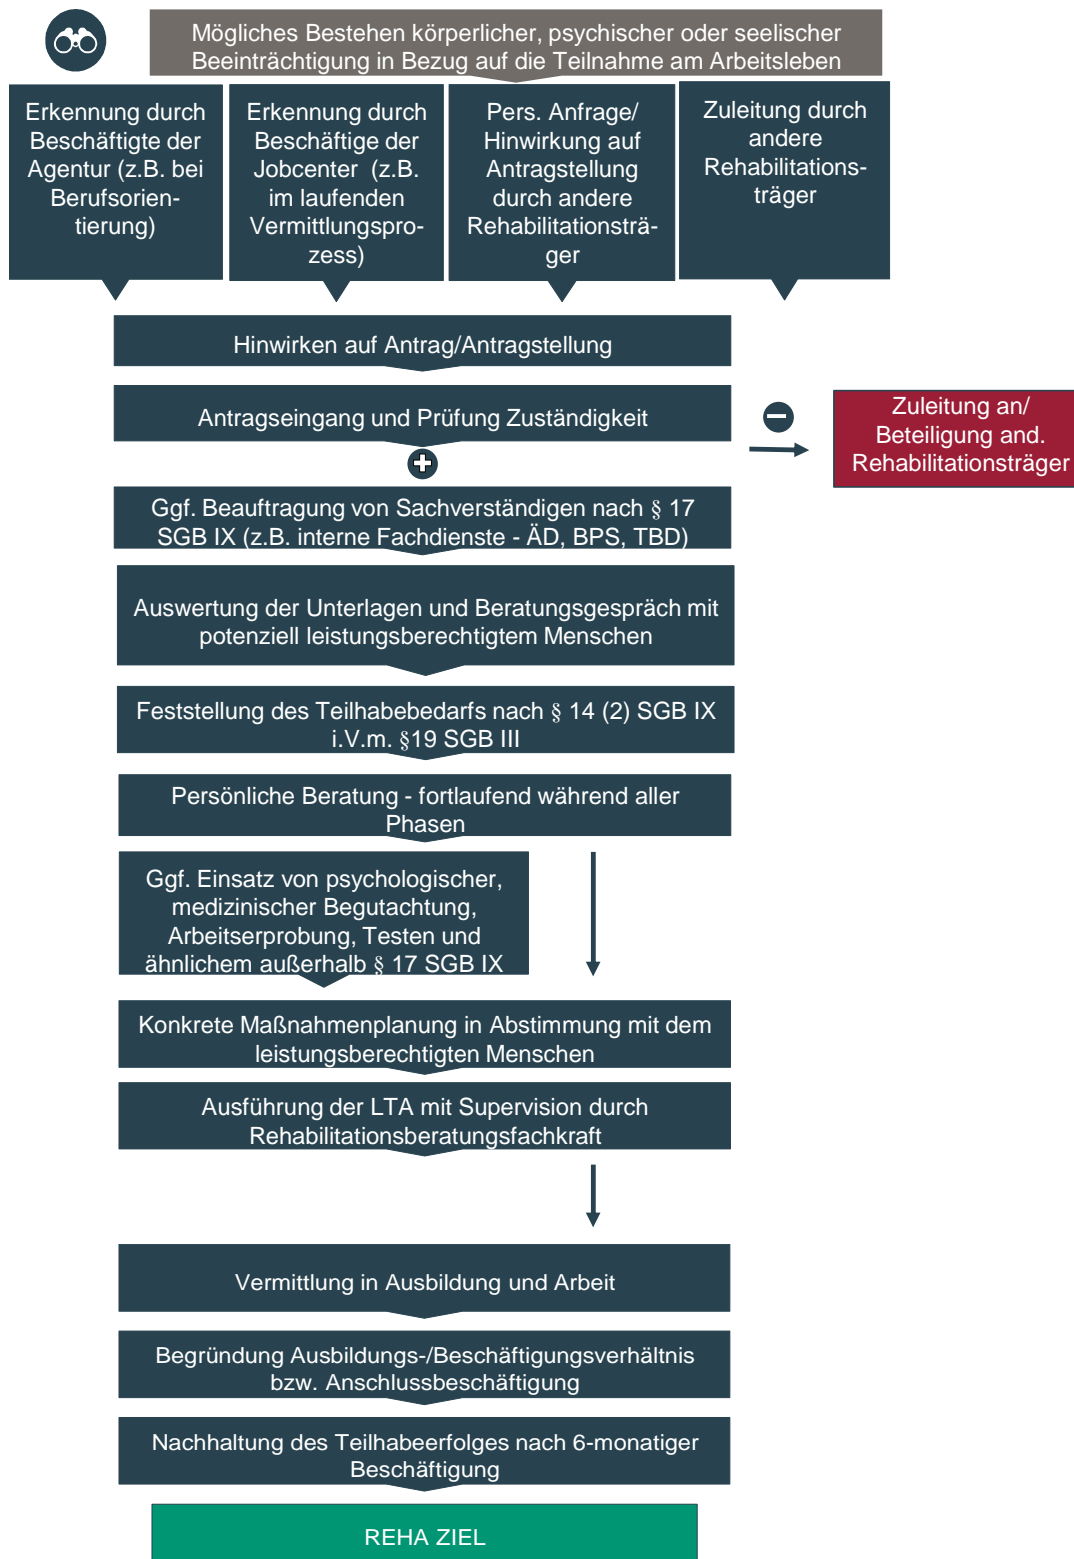 Mögliches Bestehen körperlicher, psychischer oder seelischer
Beeinträchtigung in Bezug auf die Teilnahme am Arbeitsleben
Erkennung durch
Beschäftigte der
Agentur (z.B. bei
Berufsorien-
tierung)
Erkennung durch
Beschäftige der
Jobcenter (z.B.
im laufenden
Vermittlungspro-
zess)
Pers. Anfrage/
Hinwirkung auf
Antragstellung
durch andere
Rehabilitationsträ-
ger
Zuleitung durch
andere
Rehabilitations-
träger
Hinwirken auf Antrag/Antragstellung
Antragseingang und Prüfung Zuständigkeit
Zuleitung an/
Beteiligung and.
Rehabilitationsträger
Ggf. Beauftragung von Sachverständigen nach § 17
SGB IX (z.B. interne Fachdienste - ÄD, BPS, TBD)
Auswertung der Unterlagen und Beratungsgespräch mit
potenziell leistungsberechtigtem Menschen
Feststellung des Teilhabebedarfs nach § 14 (2) SGB IX
i.V.m. §19 SGB III
Persönliche Beratung - fortlaufend während aller
Phasen
Ggf. Einsatz von psychologischer,
medizinischer Begutachtung,
Arbeitserprobung, Testen und
ähnlichem außerhalb § 17 SGB IX
Konkrete Maßnahmenplanung in Abstimmung mit dem
leistungsberechtigten Menschen
Ausführung der LTA mit Supervision durch
Rehabilitationsberatungsfachkraft
Vermittlung in Ausbildung und Arbeit
Begründung Ausbildungs-/Beschäftigungsverhältnis
bzw. Anschlussbeschäftigung
Nachhaltung des Teilhabeerfolges nach 6-monatiger
Beschäftigung
REHA ZIEL